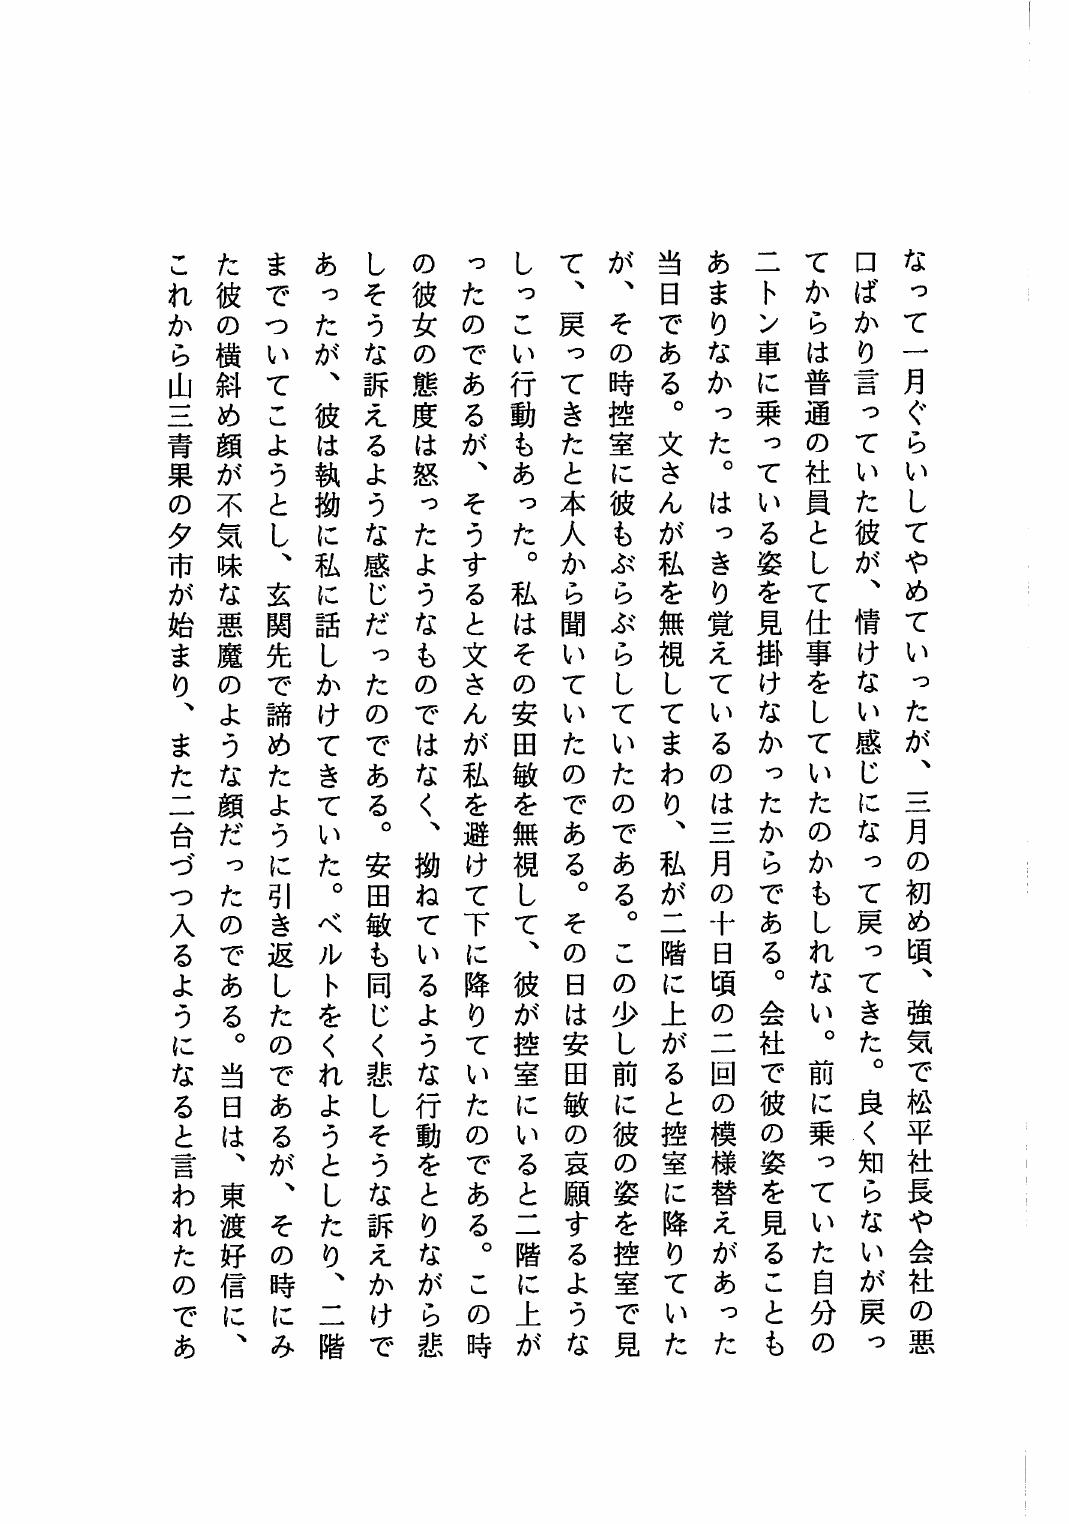 なって一月ぐらいしてやめていったが、三月の初め頃、強気で松平社長や会社の悪
口ばかり言っていた彼が、情けない感じになって戻ってきた。良く知らないが戻っ
てからは普通の社員として仕事をしていたのかもしれない。前に乗っていた自分の
二トン車に乗っている姿を見掛けなかったからである。会社で彼の姿を見ることも
あまりなかった。はっきり覚えているのは三月の十日頃の二回の模様替えがあった
当日である。文さんが私を無視してまわり、私が二階に上がると控室に降りていた
が、その時控室に彼もぶらぶらしていたのである。この少し前に彼の姿を控室で見
て、戻ってきたと本人から聞いていたのである。その日は安田敏の哀願するような
しっこい行動もあった。私はその安田敏を無視して、彼が控室にいると二階に上が
ったのであるが、そうすると文さんが私を避けて下に降りていたのである。この時
の彼女の態度は怒ったようなものではなく、拗ねているような行動をとりながら悲
しそうな訴えるような感じだったのである。安田敏も同じく悲しそうな訴えかけで
あったが、彼は執拗に私に話しかけてきていた。ベルトをくれようとしたり、二階
までついてこようとし、玄関先で諦めたように引き返したのであるが、その時にみ
た彼の横斜め顔が不気味な悪魔のような顔だったのである。当日は、東渡好信に、
これから山三青果の夕市が始まり、また二台づつ入るようになると言われたのであ